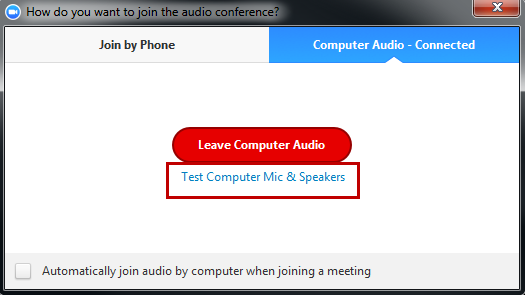 How do you want to join the audio conference?
Join by Phone
Computer Audio - Connected
Leave Computer Audio
Test Computer Mic & Speakers
Automatically join audio by computer when joining a meeting